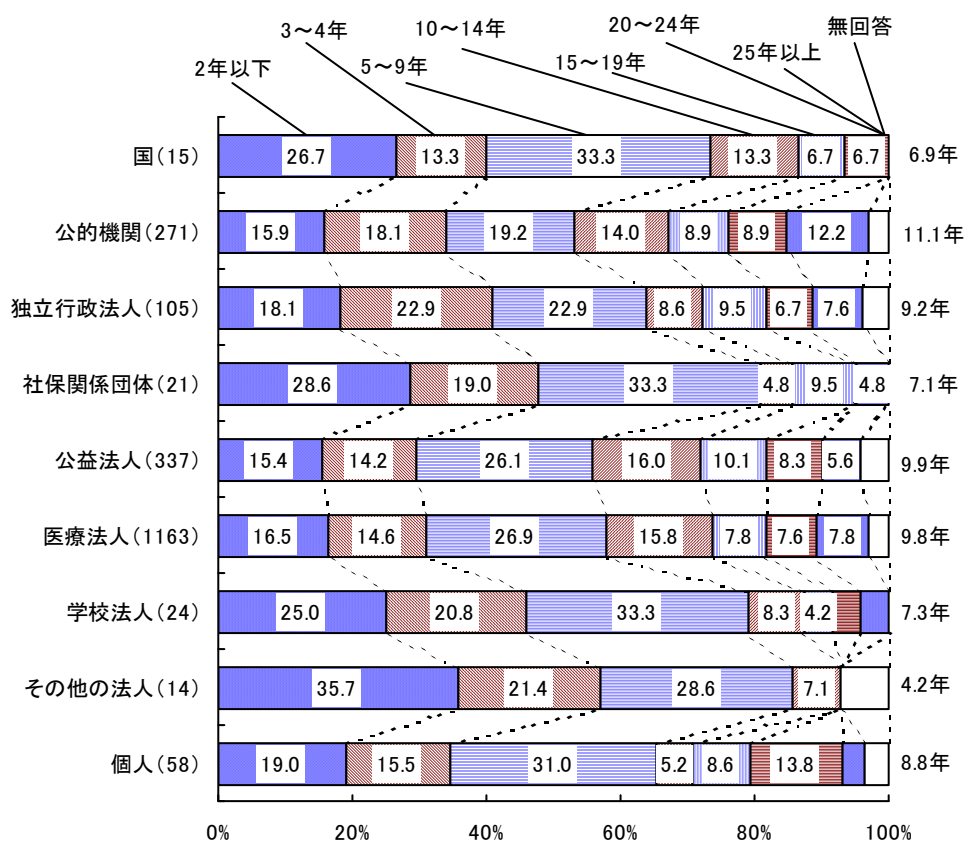 2年以下
3～4年
5～9年
10～14年
15～19年
20～24年
25年以上
無回答
国(15) 26.7 13.3 33.3 13.3 6.7 6.7 6.9年
公的機関(271) 15.9 18.1 19.2 14.0 8.9 8.9 12.2 11.1年
独立行政法人(105) 18.1 22.9 22.9 8.6 9.5 6.7 7.6 9.2年
社保関係団体(21) 28.6 19.0 33.3 4.8 9.5 4.8 7.1年
公益法人(337) 15.4 14.2 26.1 16.0 10.1 8.3 5.6 9.9年
医療法人(1163) 16.5 14.6 26.9 15.8 7.8 7.6 7.8 9.8年
学校法人(24) 25.0 20.8 33.3 8.3 4.2 7.3年
その他の法人(14) 35.7 21.4 28.6 7.1 4.2年
個人(58) 19.0 15.5 31.0 5.2 8.6 13.8 8.8年
0% 20% 40% 60% 80% 100%